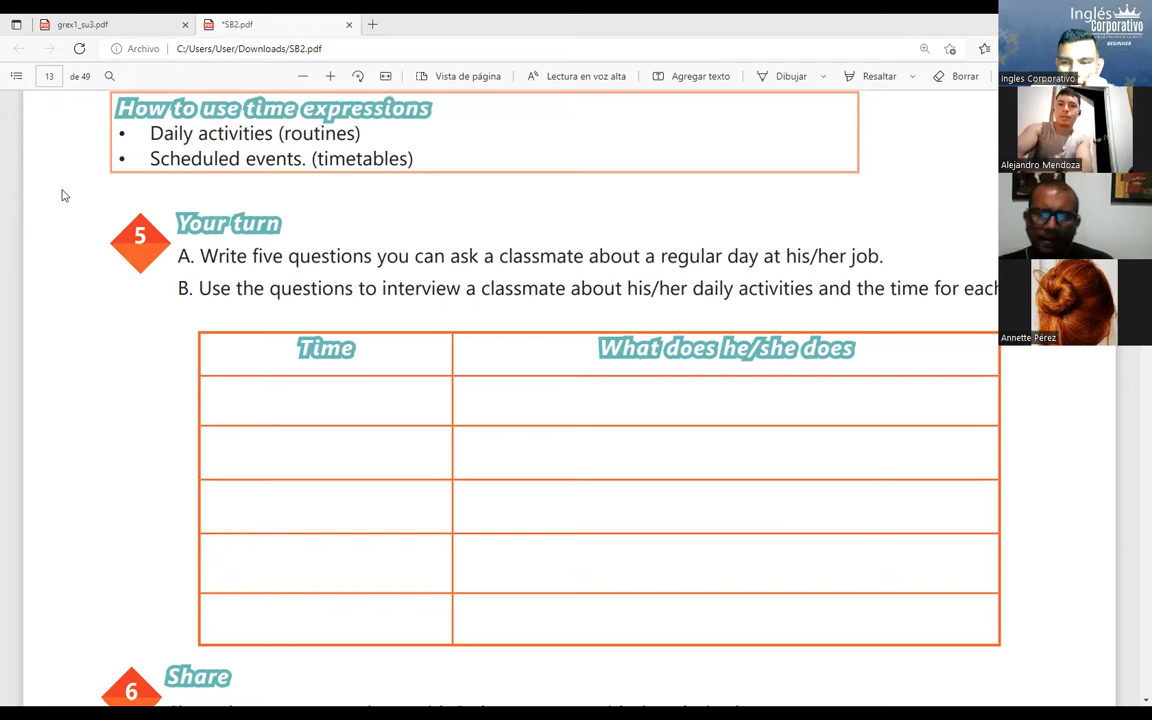 grex1_su3.pdf
*SB2.pdf
Archivo
C:/Users/User/Downloads/SB2.pdf
13
de 49
Vista de página
Lectura en voz alta
Agregar texto
Dibujar
Resaltar
Borrar
How to use time expressions
• Daily activities (routines)
• Scheduled events. (timetables)
5
Your turn
A. Write five questions you can ask a classmate about a regular day at his/her job.
B. Use the questions to interview a classmate about his/her daily activities and the time for each
Time
What does he/she does
6
Share
Inglés
Corporativo
BEGINNER
Ingles Corporativo
Alejandro Mendoza
Annette Pérez